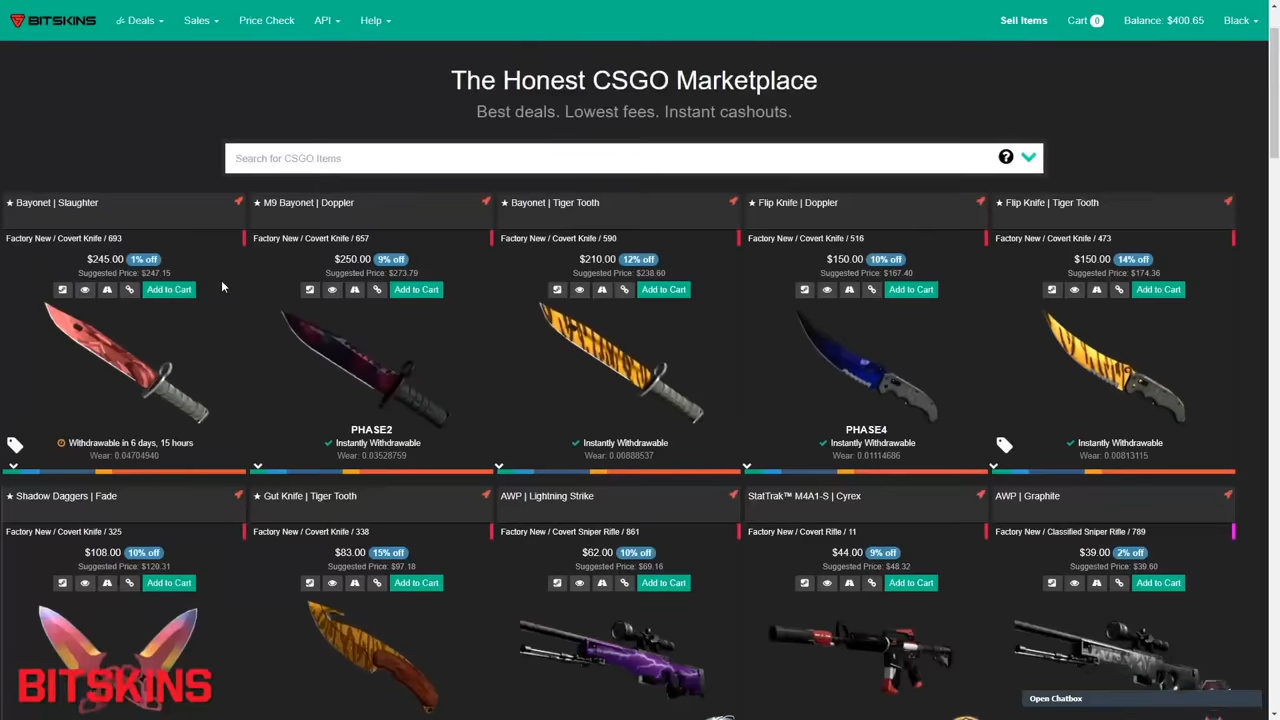 BITSKINS Deals Sales Price Check API Help Sell Items Cart 0 Balance: $400.65 Black
The Honest CSGO Marketplace
Best deals. Lowest fees. Instant cashouts.
Search for CSGO Items
★ Bayonet | Slaughter
Factory New / Covert Knife / 693
$245.00 1% off
Suggested Price: $247.15
Add to Cart
Withdrawable in 6 days, 15 hours
Wear: 0.04704940
★ M9 Bayonet | Doppler
Factory New / Covert Knife / 657
$250.00 9% off
Suggested Price: $273.79
Add to Cart
PHASE2
Instantly Withdrawable
Wear: 0.03528759
★ Bayonet | Tiger Tooth
Factory New / Covert Knife / 590
$210.00 12% off
Suggested Price: $238.60
Add to Cart
Instantly Withdrawable
Wear: 0.00888537
★ Flip Knife | Doppler
Factory New / Covert Knife / 516
$150.00 10% off
Suggested Price: $167.40
Add to Cart
PHASE4
Instantly Withdrawable
Wear: 0.01114686
★ Flip Knife | Tiger Tooth
Factory New / Covert Knife / 473
$150.00 14% off
Suggested Price: $174.36
Add to Cart
Instantly Withdrawable
Wear: 0.00813115
★ Shadow Daggers | Fade
Factory New / Covert Knife / 325
$108.00 10% off
Suggested Price: $120.31
Add to Cart
★ Gut Knife | Tiger Tooth
Factory New / Covert Knife / 338
$83.00 15% off
Suggested Price: $97.18
Add to Cart
AWP | Lightning Strike
Factory New / Covert Sniper Rifle / 861
$62.00 10% off
Suggested Price: $69.16
Add to Cart
StatTrak™ M4A1-S | Cyrex
Factory New / Covert Rifle / 11
$44.00 9% off
Suggested Price: $48.32
Add to Cart
AWP | Graphite
Factory New / Classified Sniper Rifle / 789
$39.00 2% off
Suggested Price: $39.60
Add to Cart
BITSKINS
Open Chatbox